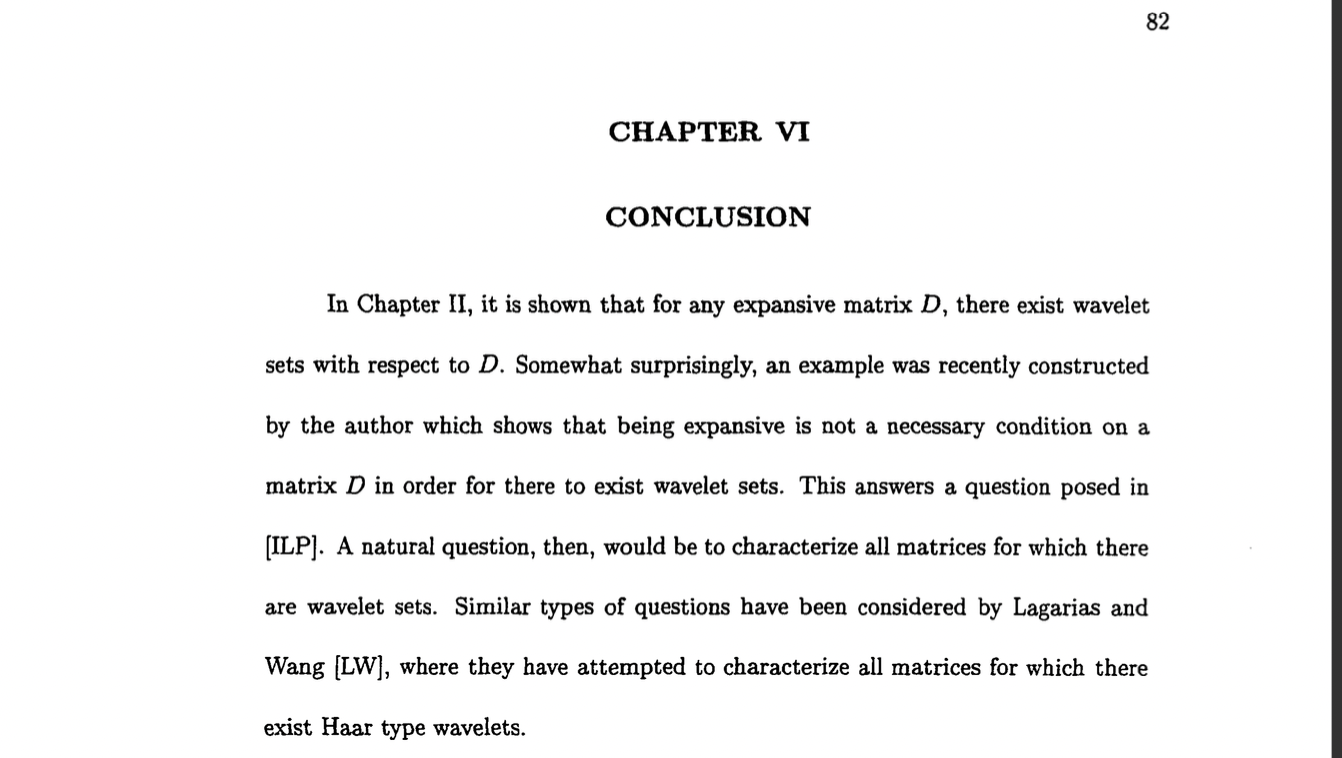 82
CHAPTER VI
CONCLUSION
In Chapter II, it is shown that for any expansive matrix D, there exist wavelet
sets with respect to D. Somewhat surprisingly, an example was recently constructed
by the author which shows that being expansive is not a necessary condition on a
matrix D in order for there to exist wavelet sets. This answers a question posed in
[ILP]. A natural question, then, would be to characterize all matrices for which there
are wavelet sets. Similar types of questions have been considered by Lagarias and
Wang [LW], where they have attempted to characterize all matrices for which there
exist Haar type wavelets.